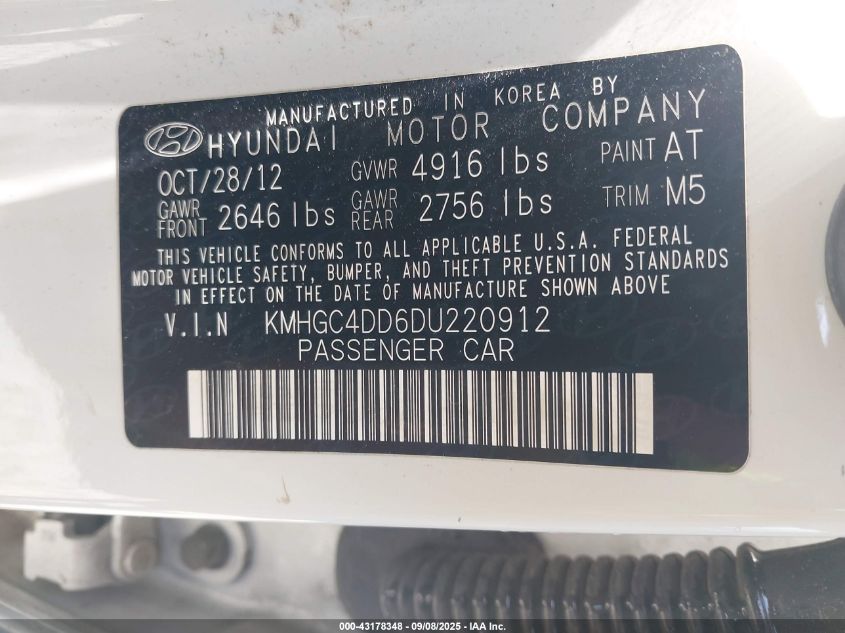 MANUFACTURED IN KOREA BY
HYUNDAI MOTOR COMPANY
OCT/28/12 GVWR 4916 lbs PAINT AT
GAWR FRONT 2646 lbs GAWR REAR 2756 lbs TRIM M5
THIS VEHICLE CONFORMS TO ALL APPLICABLE U.S.A. FEDERAL
MOTOR VEHICLE SAFETY, BUMPER, AND THEFT PREVENTION STANDARDS
IN EFFECT ON THE DATE OF MANUFACTURE SHOWN ABOVE
V.I.N KMHGC4DD6DU220912
PASSENGER CAR
000-43178348 - 09/08/2025 - IAA Inc.